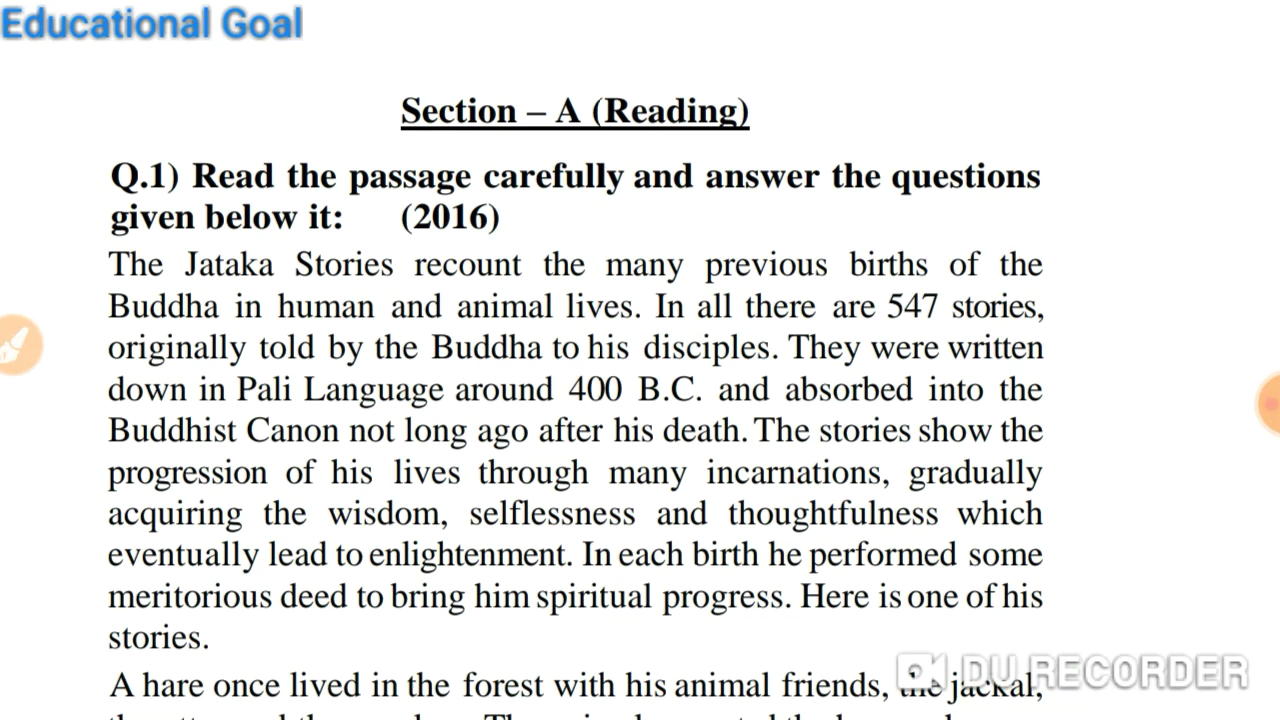 Educational Goal
Section – A (Reading)
Q.1) Read the passage carefully and answer the questions
given below it: (2016)
The Jataka Stories recount the many previous births of the
Buddha in human and animal lives. In all there are 547 stories,
originally told by the Buddha to his disciples. They were written
down in Pali Language around 400 B.C. and absorbed into the
Buddhist Canon not long ago after his death. The stories show the
progression of his lives through many incarnations, gradually
acquiring the wisdom, selflessness and thoughtfulness which
eventually lead to enlightenment. In each birth he performed some
meritorious deed to bring him spiritual progress. Here is one of his
stories.
A hare once lived in the forest with his animal friends, the jackal,
DU RECORDER